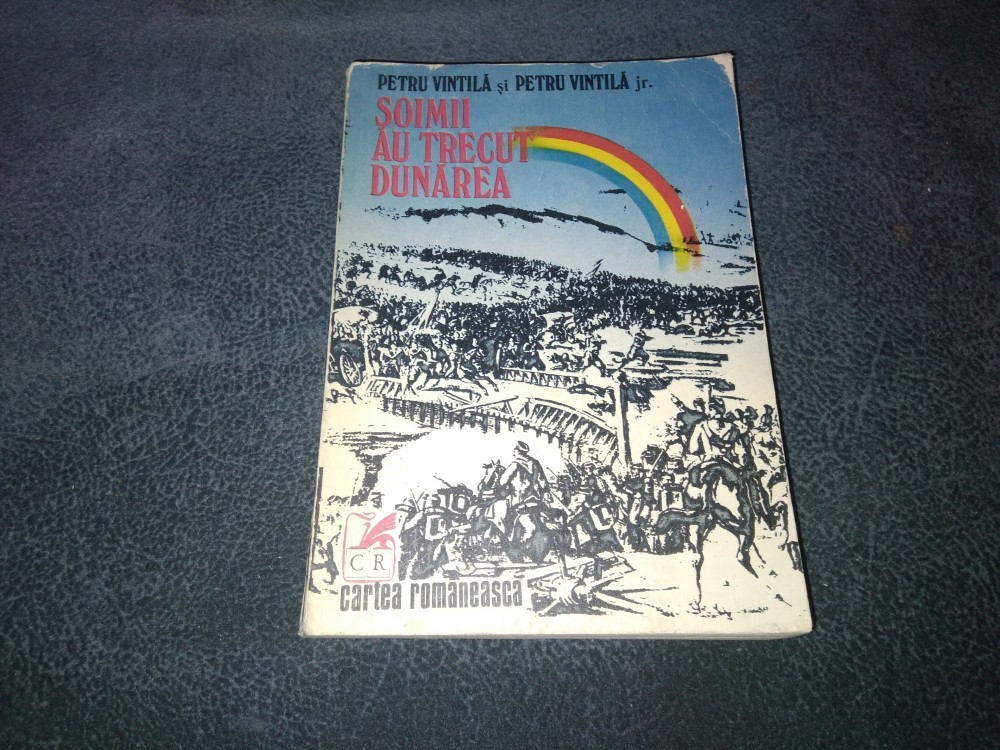 PETRU VINTILĂ și PETRU VINTILĂ jr.
ȘOIMII
AU TRECUT
DUNĂREA
CR
cartea românească